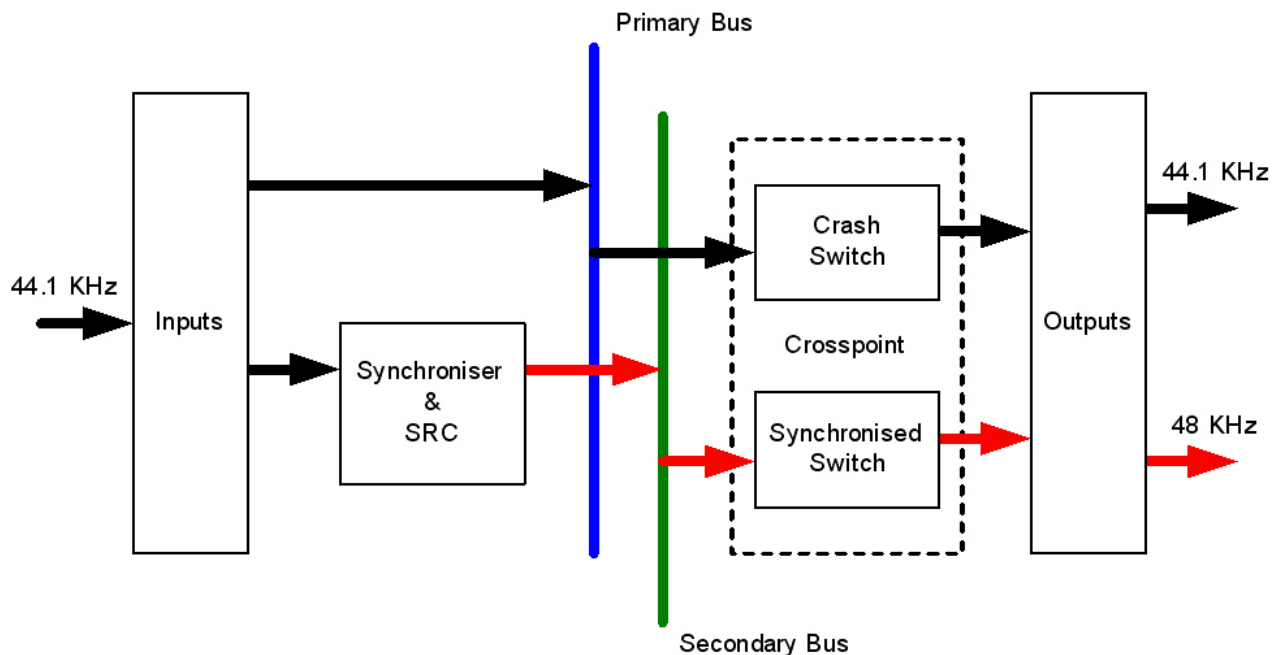 Primary Bus
44.1 KHz
Inputs
Synchroniser
&
SRC
Crash
Switch
Crosspoint
Synchronised
Switch
Outputs
44.1 KHz
48 KHz
Secondary Bus